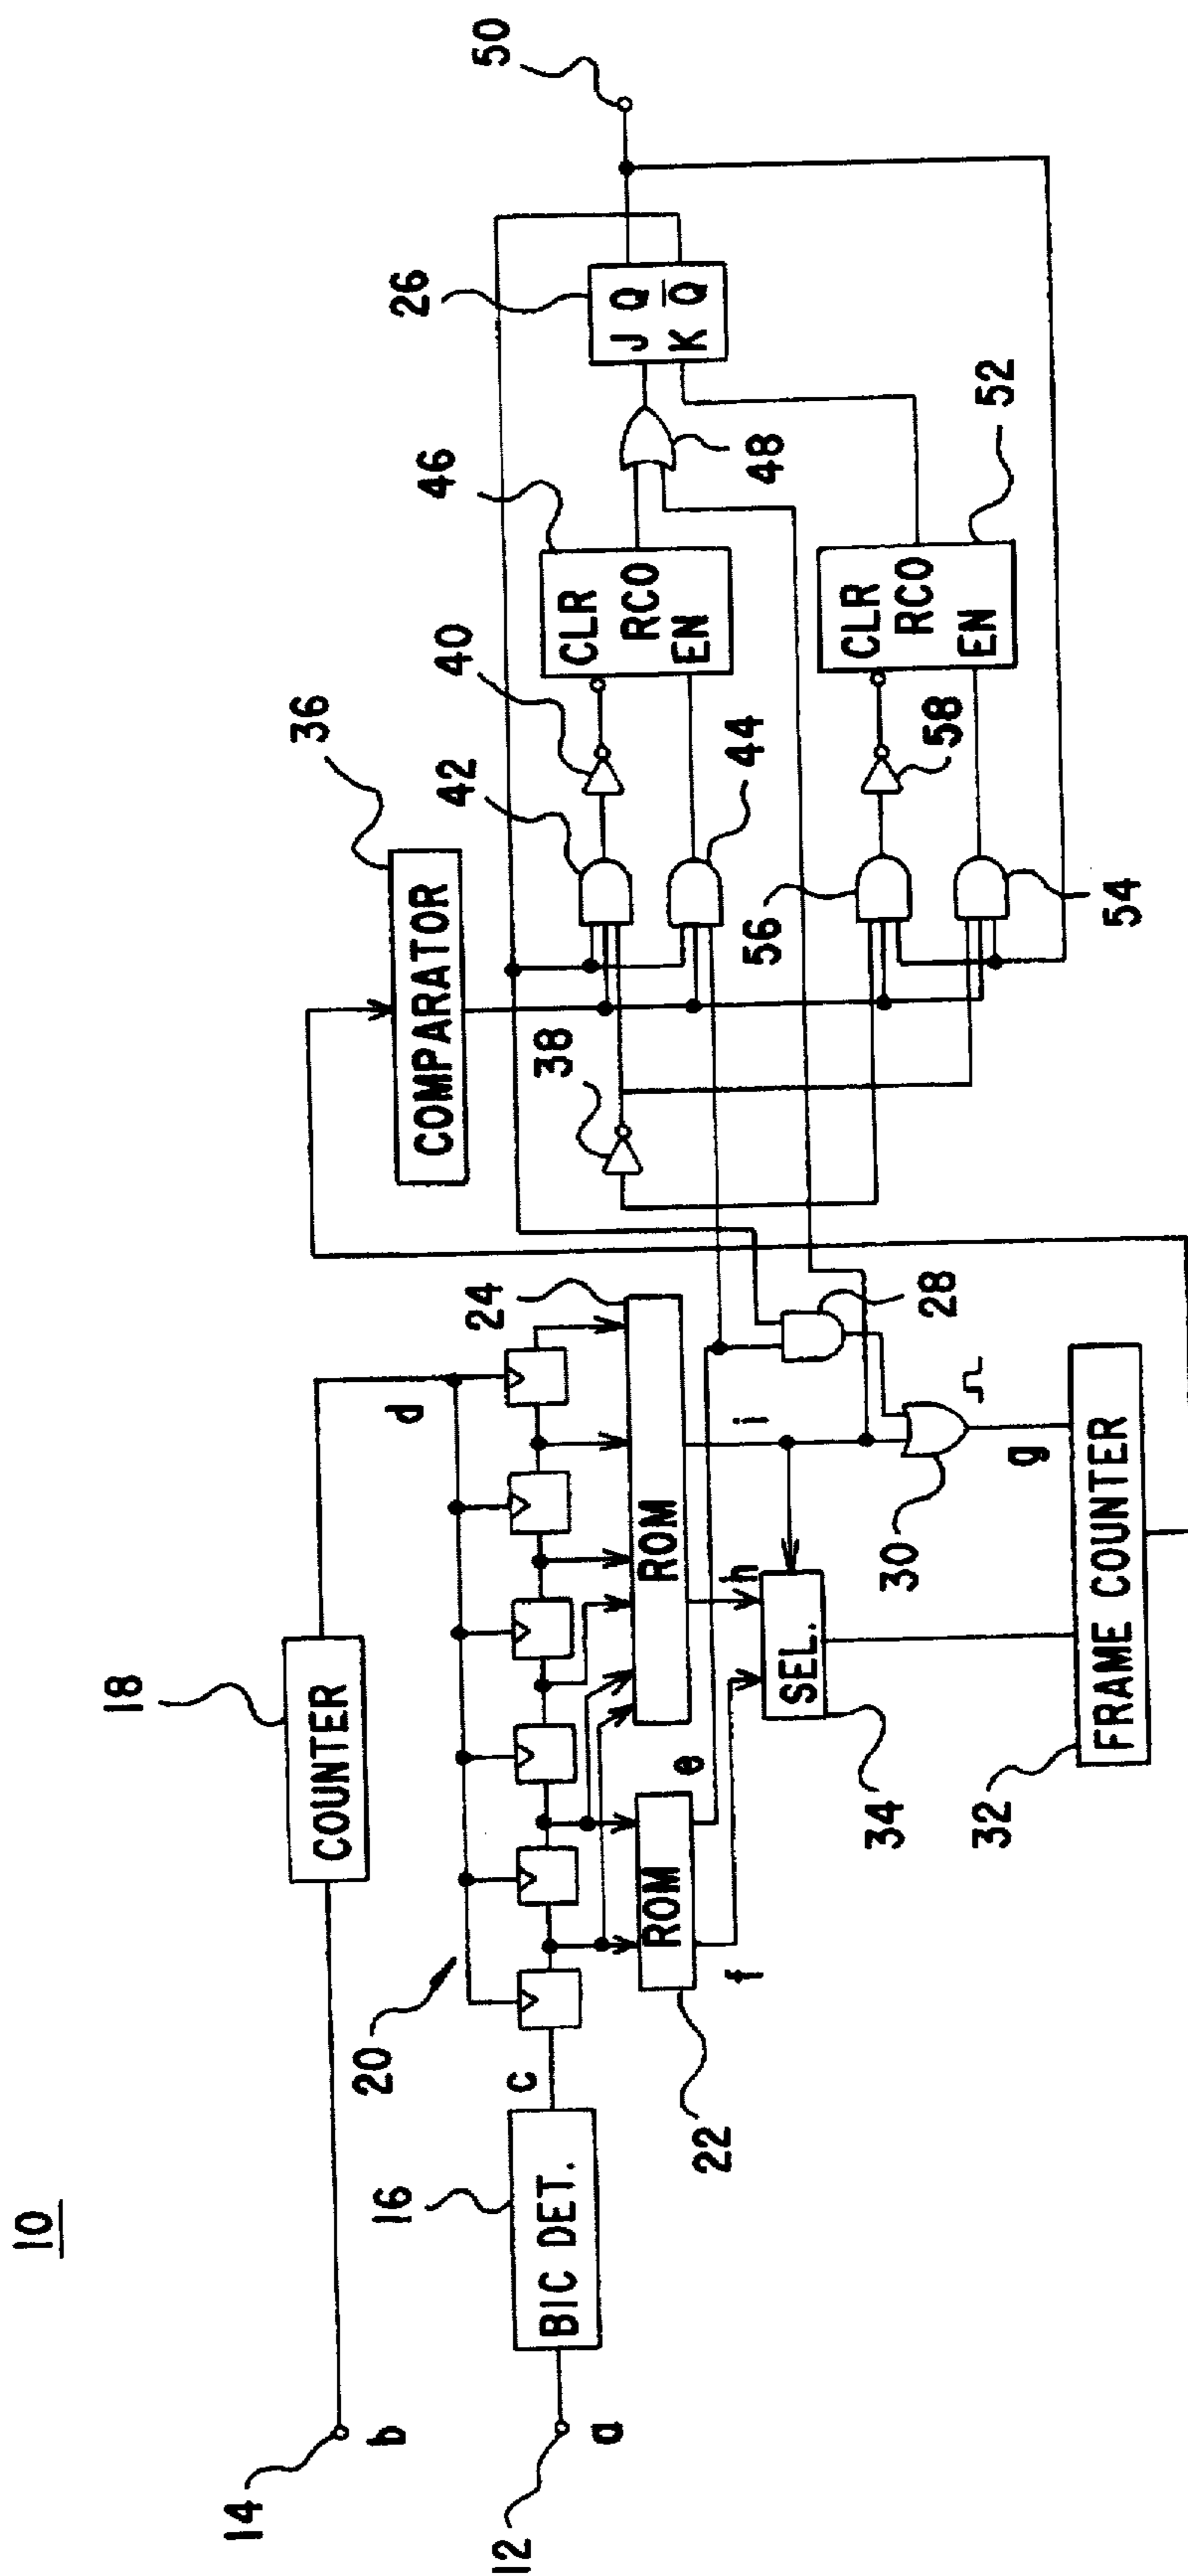 10
14
b
18
COUNTER
d
12
a
16
BIC DET.
c
20
22
ROM
f
e
24
ROM
h
i
34
SEL.
28
30
g
32
FRAME COUNTER
36
COMPARATOR
38
42
40
44
46
CLR
RCO
EN
48
26
J Q
K Q̅
50
56
58
54
52
CLR
RCO
EN